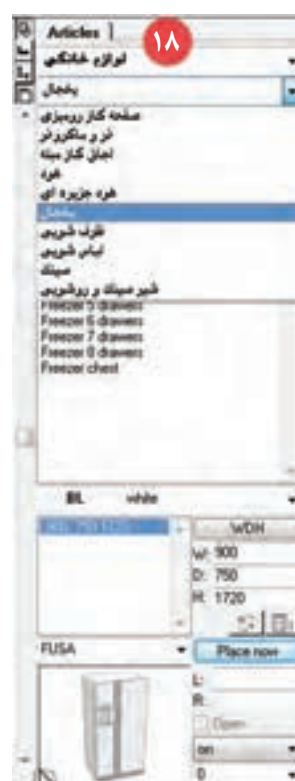 Articles
۱۸
لوازم خانگی
یخچال
صفحه گاز رومیزی
فر و ماکروفر
اجاق گاز مبله
هود
هود جزیره ای
یخچال
ظرف شویی
لباس شویی
سینک
شیر سینک و روشویی
Freezer 5 drawers
Freezer 6 drawers
Freezer 7 drawers
Freezer 8 drawers
Freezer chest
BL white
WDH
W: 900
D: 750
H: 1720
FUSA
Place now
L:
R:
Open
on
0